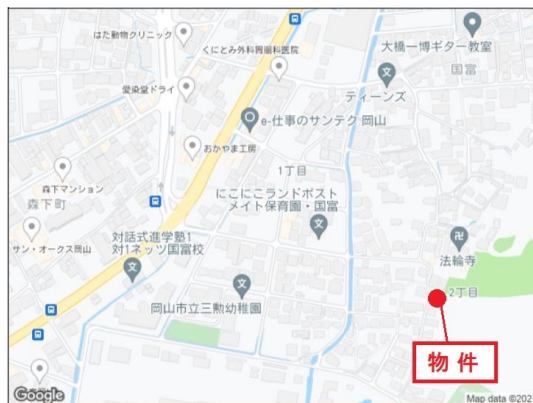 はた動物クリニック
くにとみ外科胃腸科医院
大橋一博ギター教室
国富
愛染堂ドライ
ティーンズ
e-仕事のサンテク 岡山
おかやま工房
1丁目
森下マンション
森下町
にこにこランドポスト
メイト保育園・国富
サン・オークス岡山
対話式進学塾1
対1ネッツ国富校
法輪寺
2丁目
岡山市立三勲幼稚園
物件
Google
Map data ©202